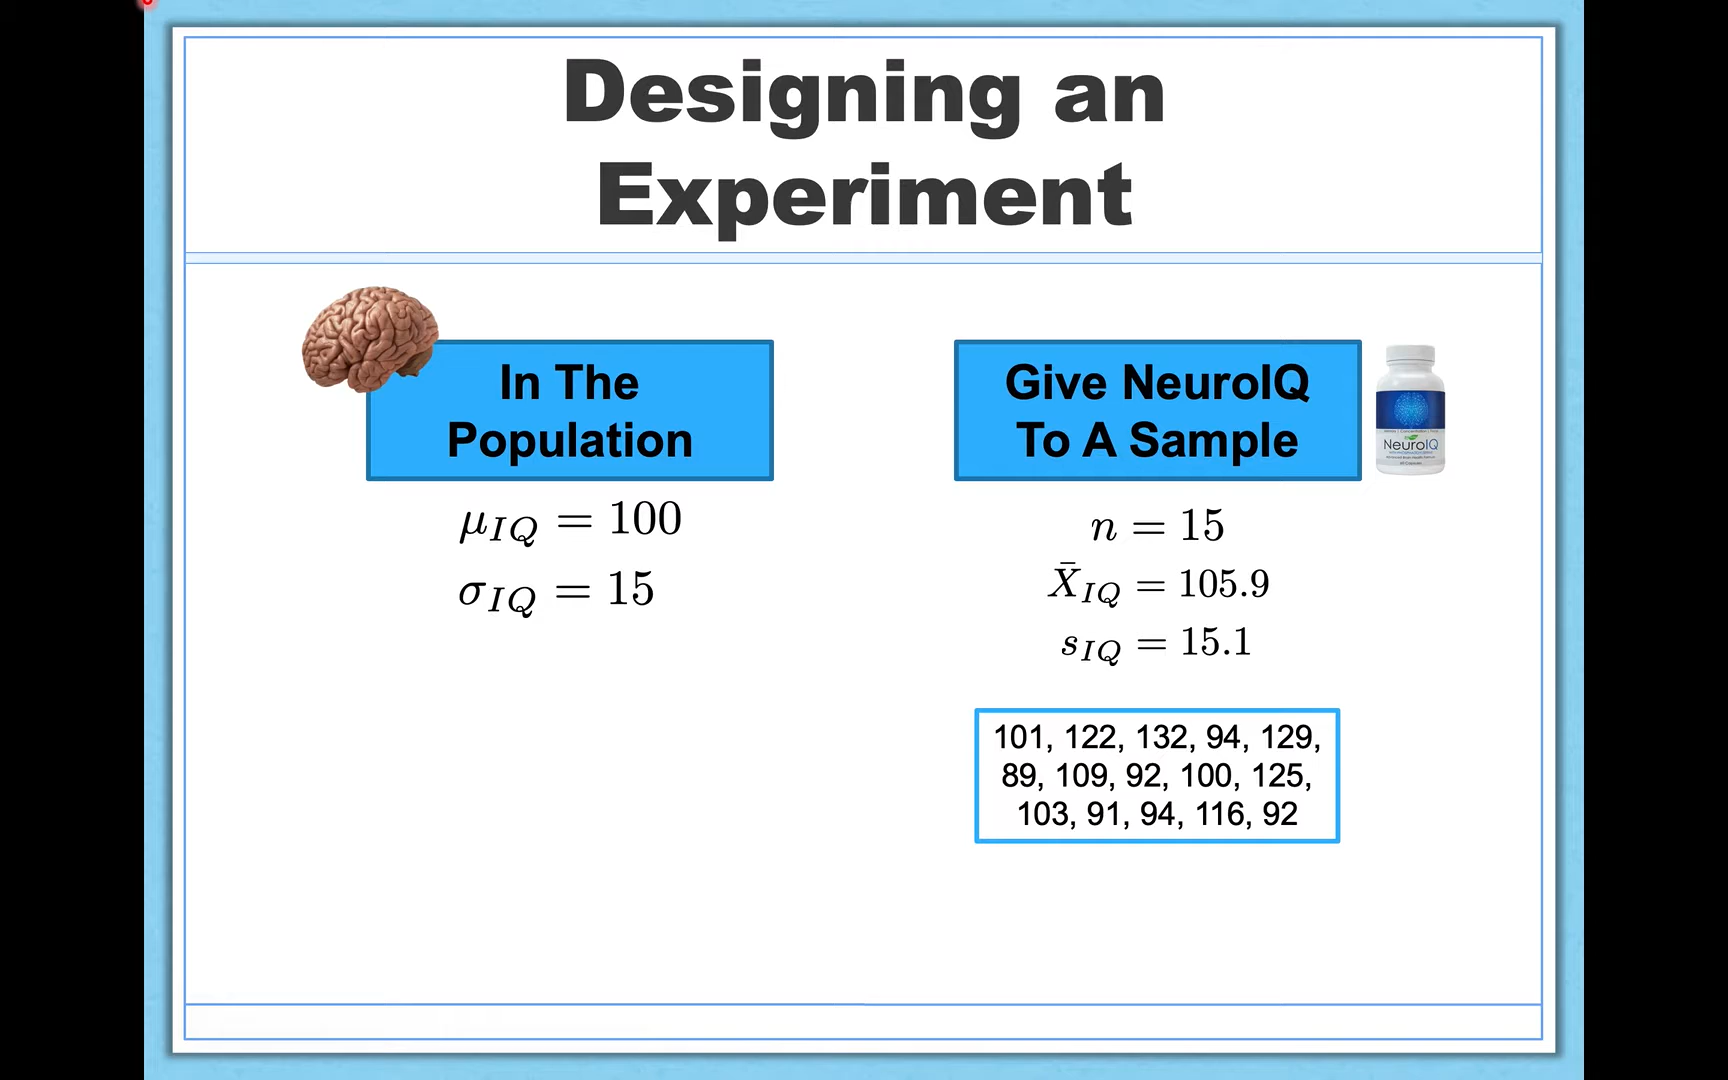 Designing an
Experiment
In The
Population
μ_IQ = 100
σ_IQ = 15
Give NeuroIQ
To A Sample
NeuroIQ
n = 15
X̄_IQ = 105.9
s_IQ = 15.1
101, 122, 132, 94, 129,
89, 109, 92, 100, 125,
103, 91, 94, 116, 92